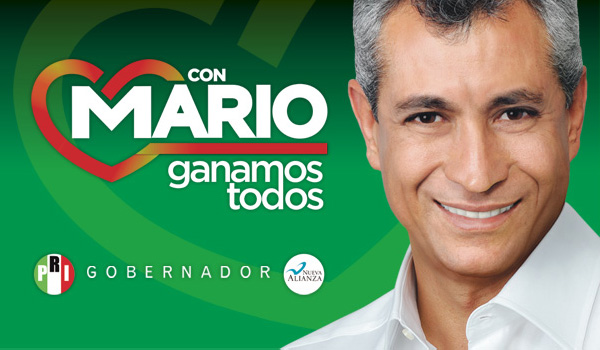 CON
MARIO
ganamos
todos
PRI GOBERNADOR NUEVA
ALIANZA